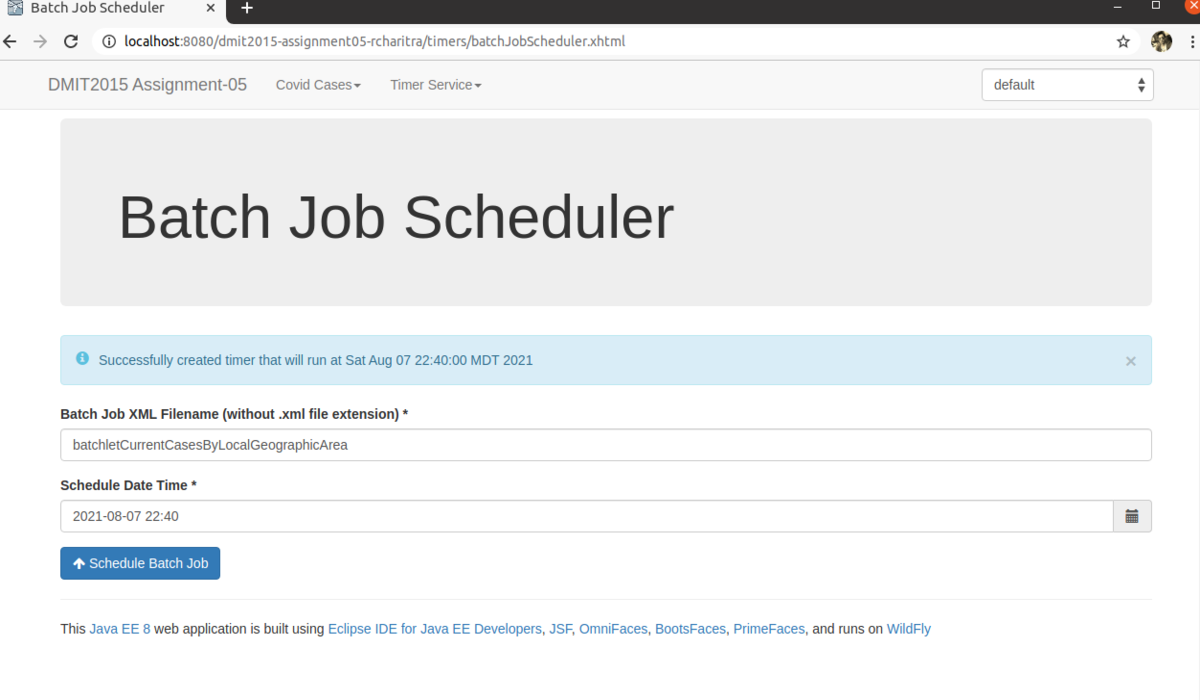 Batch Job Scheduler
localhost:8080/dmit2015-assignment05-rcharitra/timers/batchJobScheduler.xhtml
DMIT2015 Assignment-05 Covid Cases Timer Service default
Batch Job Scheduler
Successfully created timer that will run at Sat Aug 07 22:40:00 MDT 2021
Batch Job XML Filename (without .xml file extension) *
batchletCurrentCasesByLocalGeographicArea
Schedule Date Time *
2021-08-07 22:40
Schedule Batch Job
This Java EE 8 web application is built using Eclipse IDE for Java EE Developers, JSF, OmniFaces, BootsFaces, PrimeFaces, and runs on WildFly